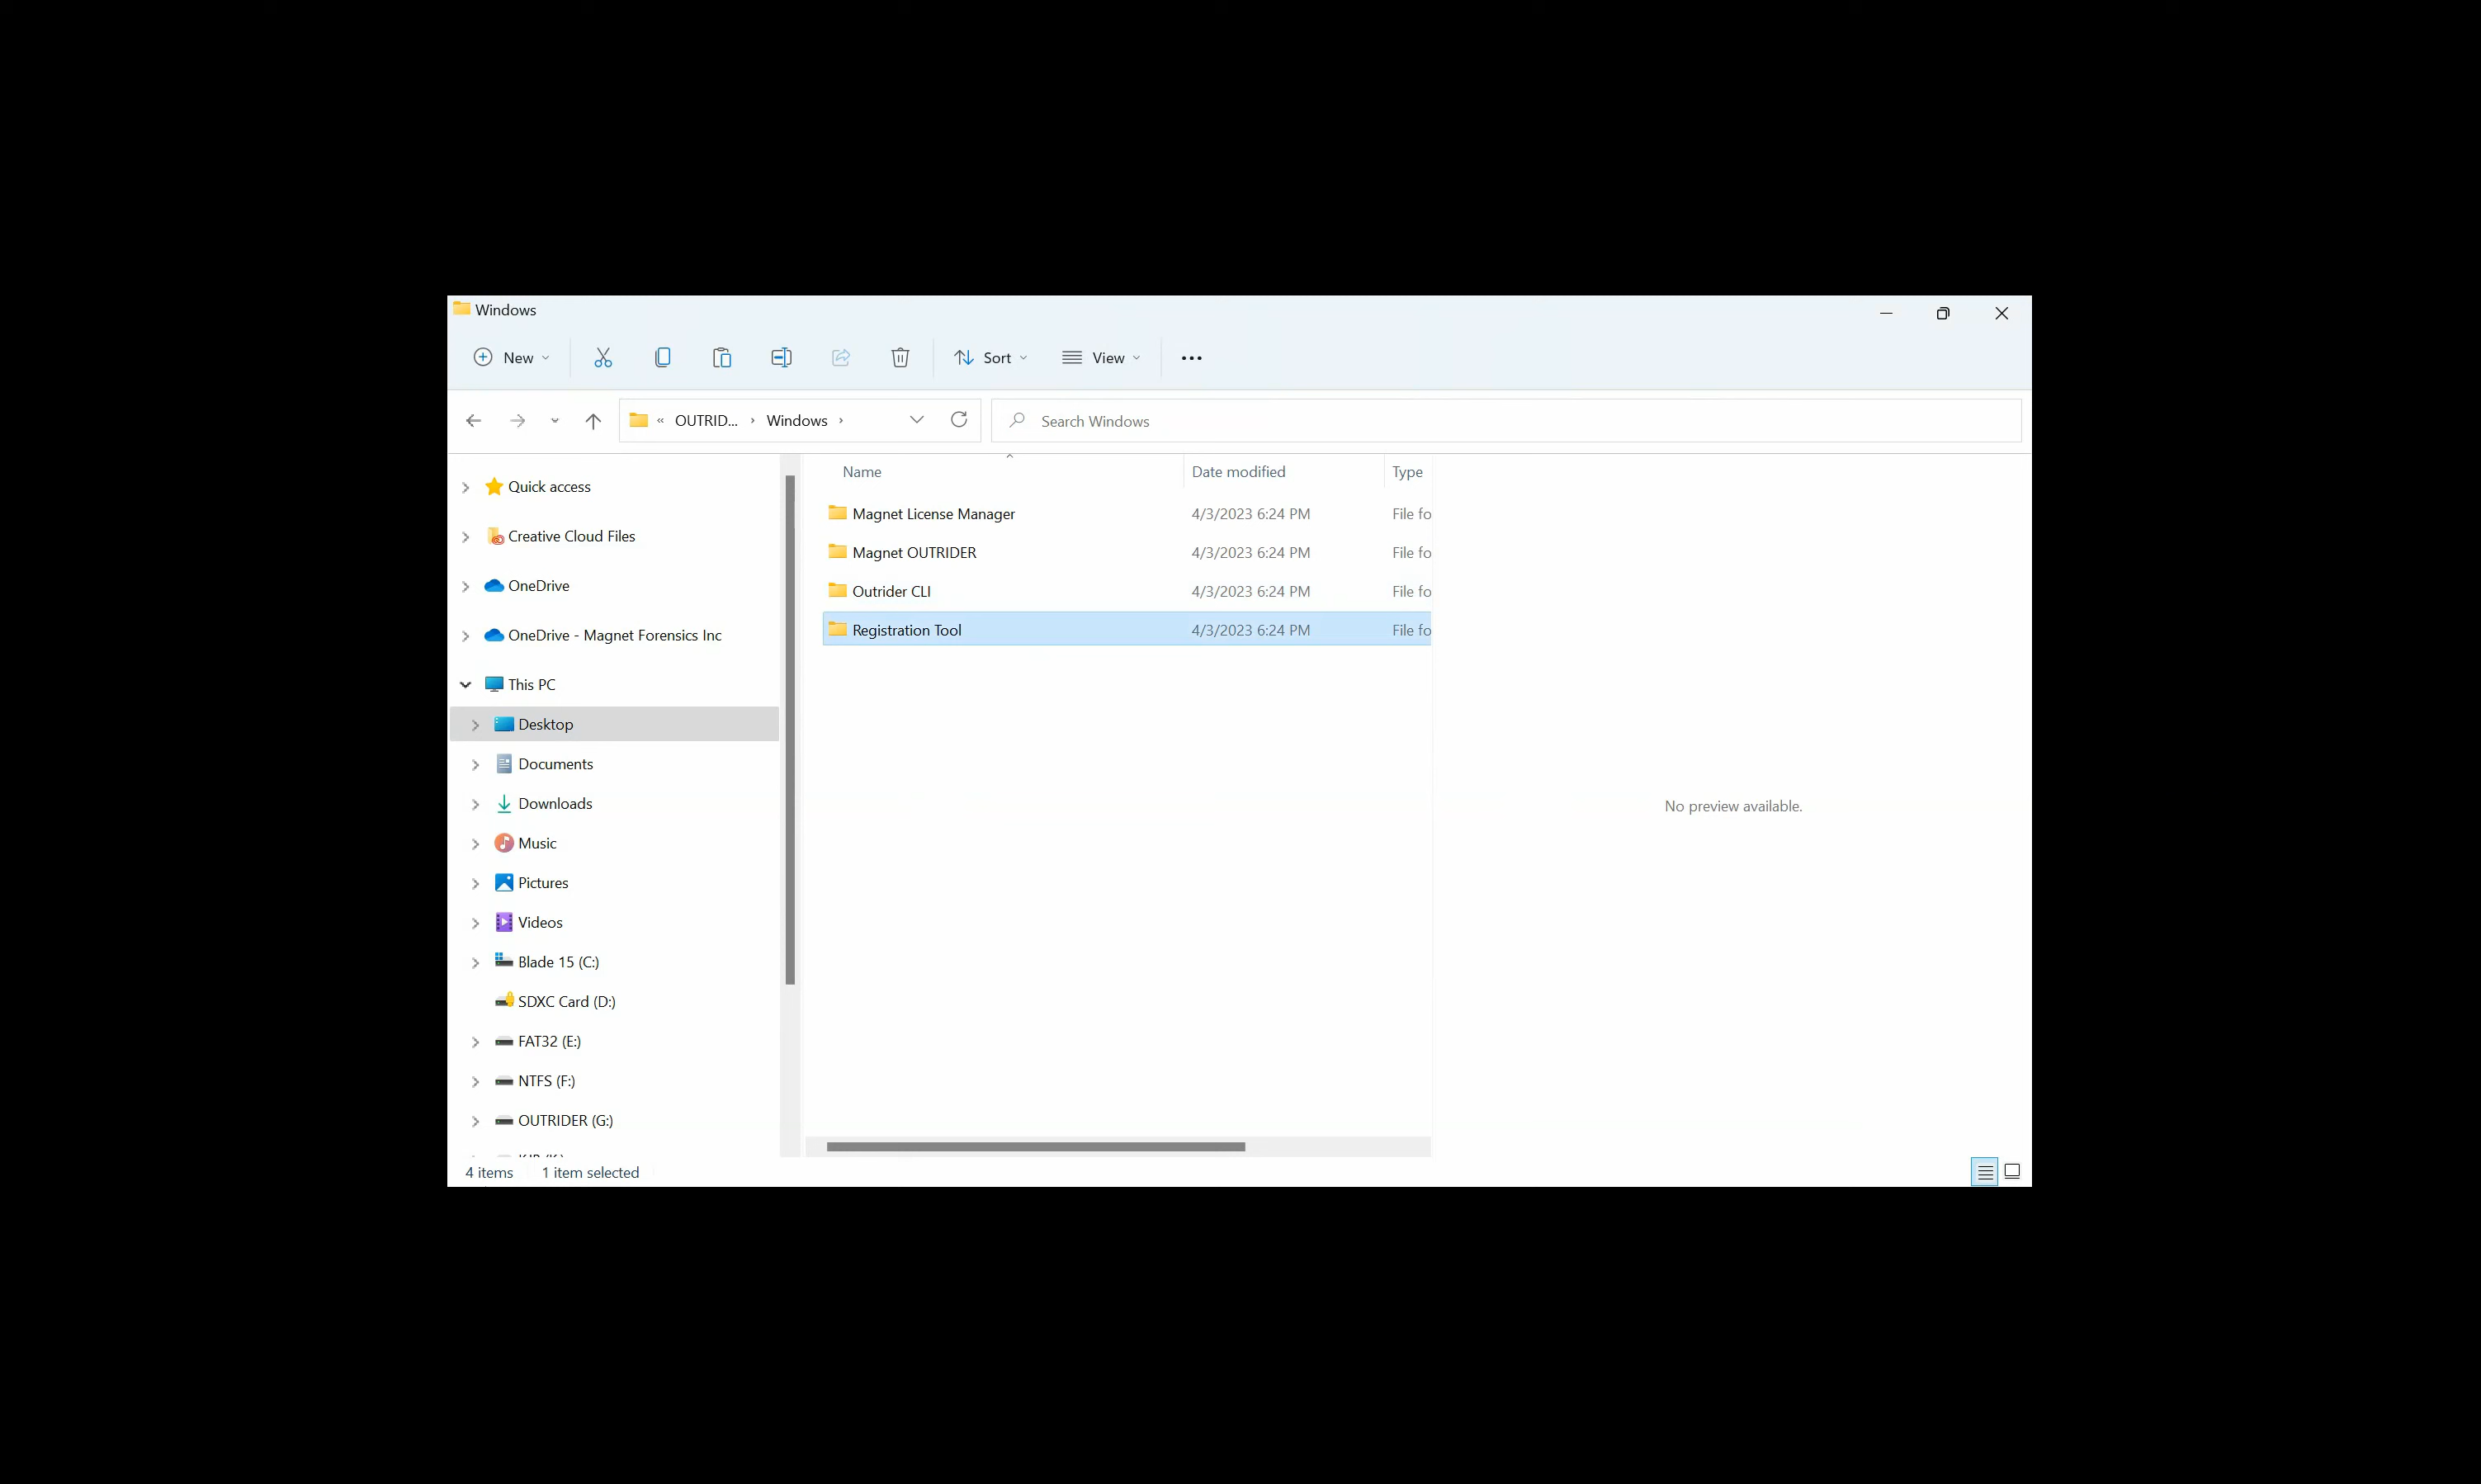 Windows
New
Sort
View
« OUTRID... › Windows ›
Search Windows
Quick access
Creative Cloud Files
OneDrive
OneDrive - Magnet Forensics Inc
This PC
Desktop
Documents
Downloads
Music
Pictures
Videos
Blade 15 (C:)
SDXC Card (D:)
FAT32 (E:)
NTFS (F:)
OUTRIDER (G:)
Name Date modified Type
Magnet License Manager 4/3/2023 6:24 PM File fo
Magnet OUTRIDER 4/3/2023 6:24 PM File fo
Outrider CLI 4/3/2023 6:24 PM File fo
Registration Tool 4/3/2023 6:24 PM File fo
No preview available.
4 items 1 item selected